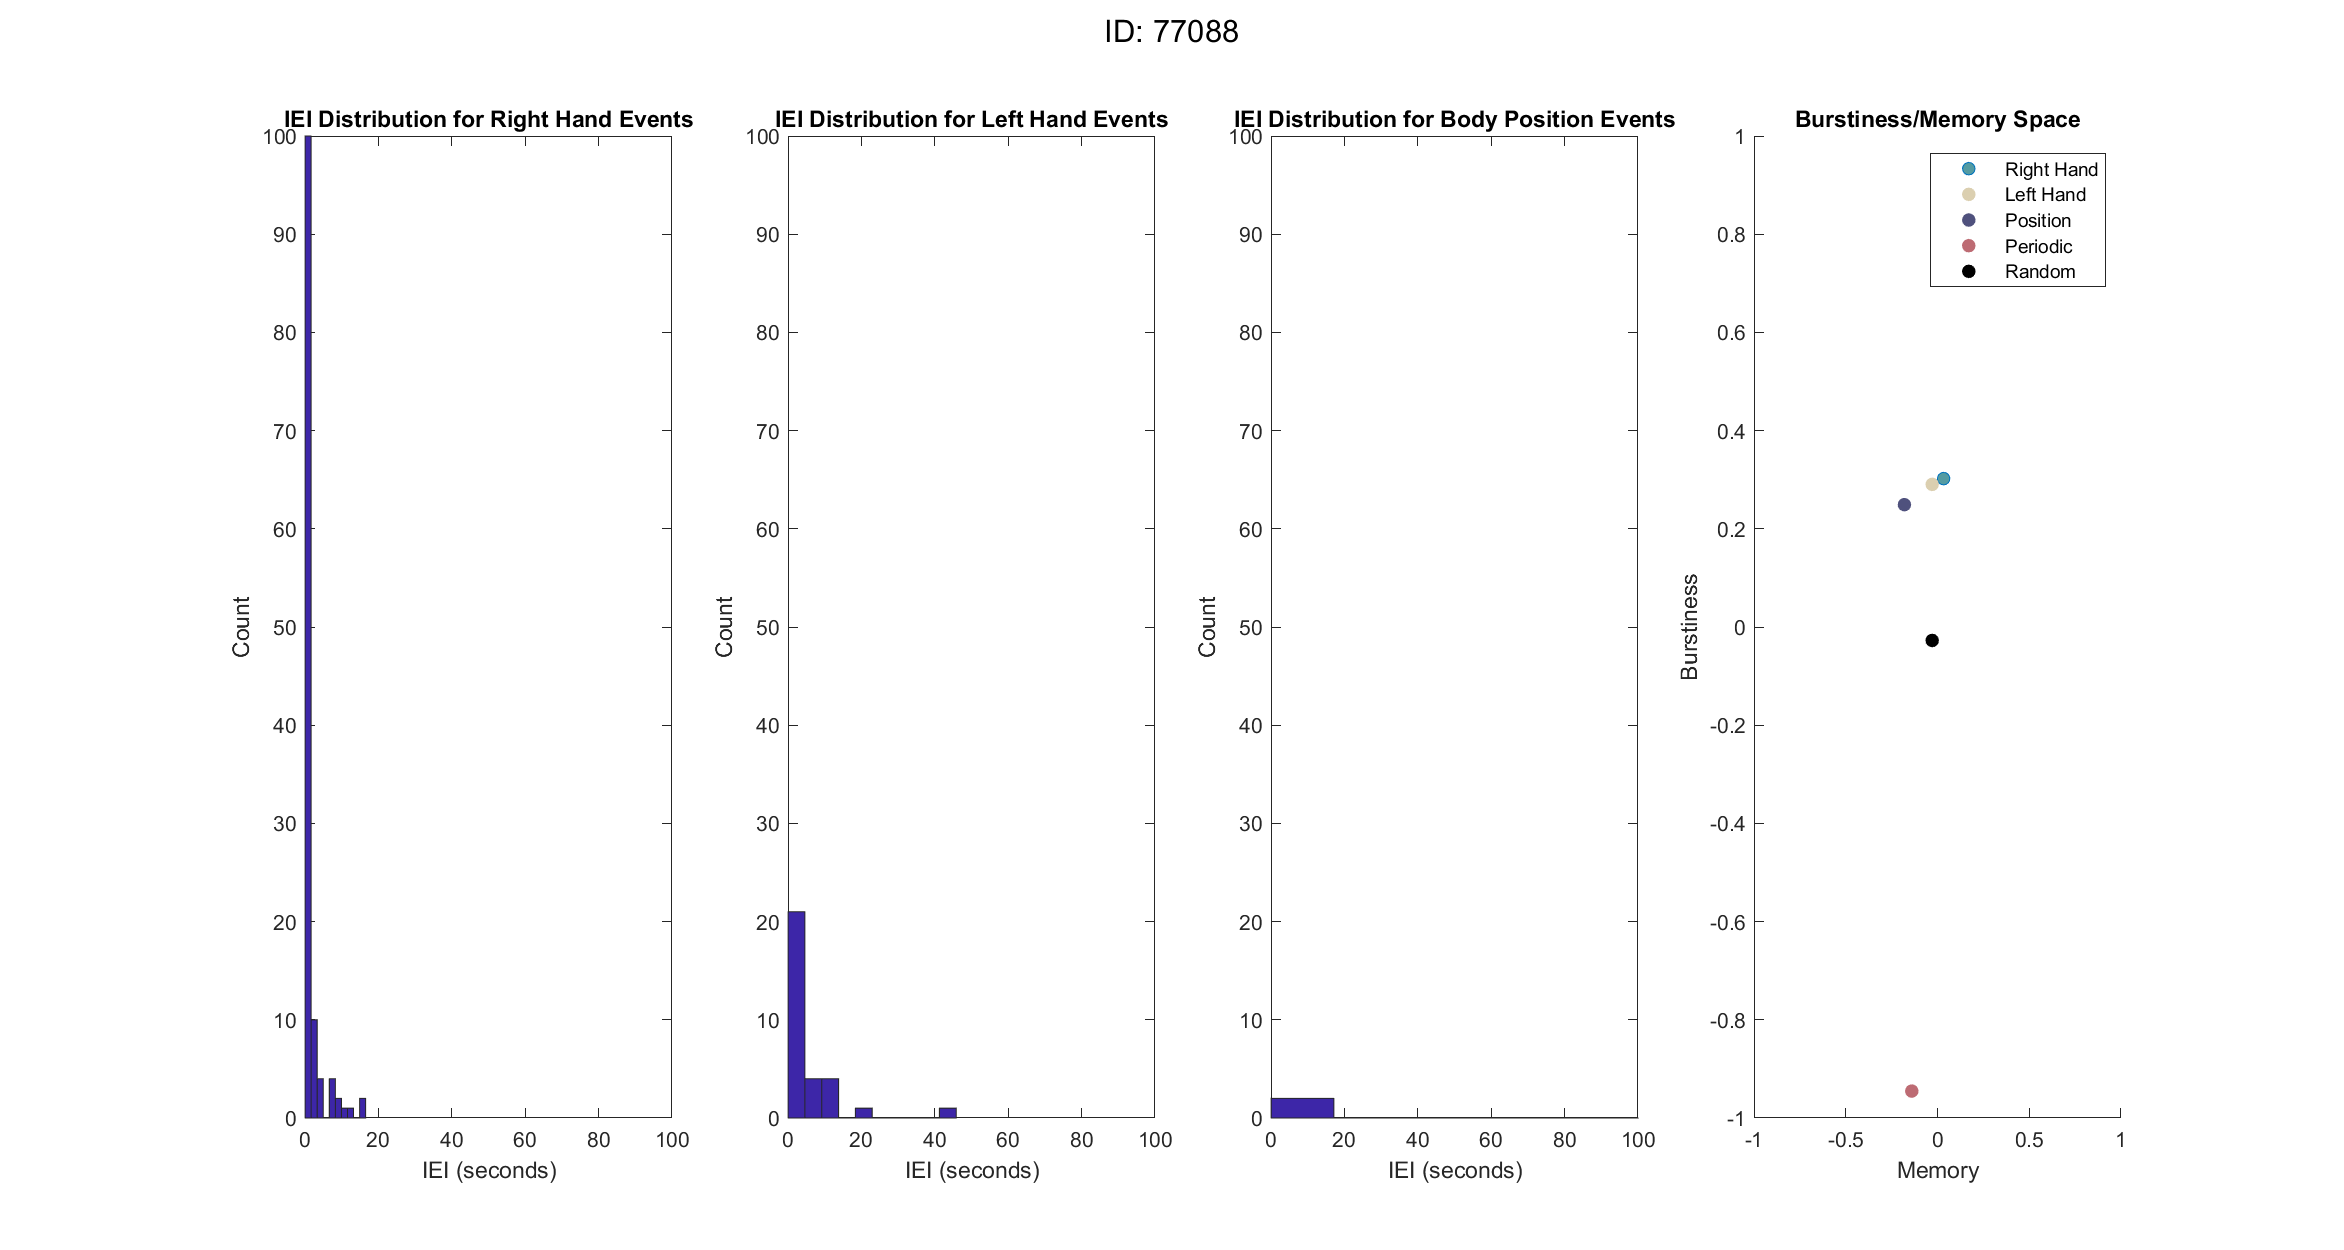 ID: 77088
IEI Distribution for Right Hand Events
100
90
80
70
60
50
40
30
20
10
0
Count
0 20 40 60 80 100
IEI (seconds)
IEI Distribution for Left Hand Events
100
90
80
70
60
50
40
30
20
10
0
Count
0 20 40 60 80 100
IEI (seconds)
IEI Distribution for Body Position Events
100
90
80
70
60
50
40
30
20
10
0
Count
0 20 40 60 80 100
IEI (seconds)
Burstiness/Memory Space
1
0.8
0.6
0.4
0.2
0
-0.2
-0.4
-0.6
-0.8
-1
Burstiness
Right Hand
Left Hand
Position
Periodic
Random
-1 -0.5 0 0.5 1
Memory